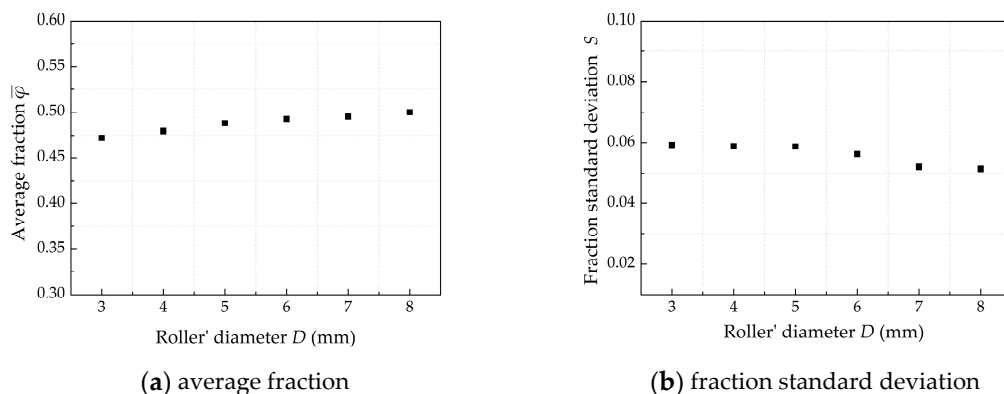 0.60
0.55
0.50
0.45
0.40
0.35
0.30
Average fraction φ̅
3 4 5 6 7 8
Roller' diameter D (mm)
(a) average fraction
0.10
0.08
0.06
0.04
0.02
Fraction standard deviation S
3 4 5 6 7 8
Roller' diameter D (mm)
(b) fraction standard deviation